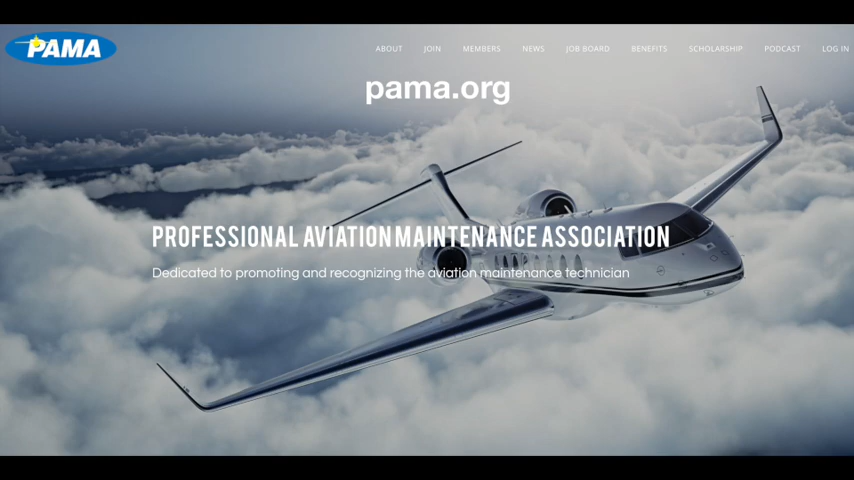 PAMA
ABOUT JOIN MEMBERS NEWS JOB BOARD BENEFITS SCHOLARSHIP PODCAST LOG IN
pama.org
PROFESSIONAL AVIATION MAINTENANCE ASSOCIATION
Dedicated to promoting and recognizing the aviation maintenance technician